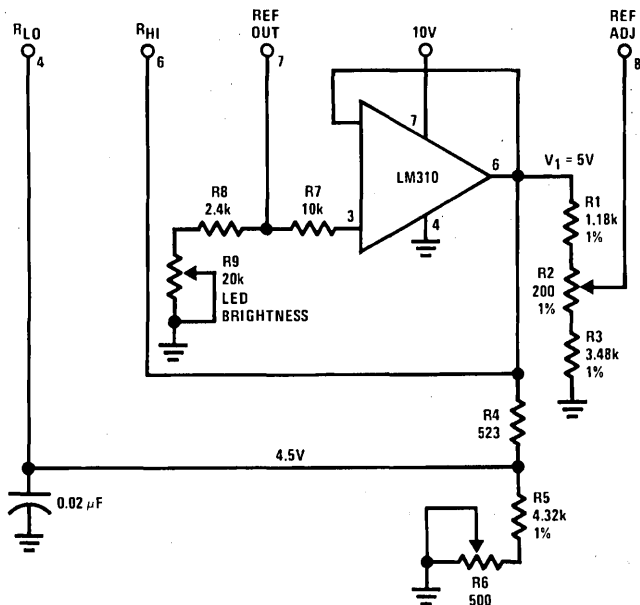 RLO
4
RHI
6
REF
OUT
7
10V
REF
ADJ
8
7
6
V1 = 5V
LM310
4
3
R8
2.4k
R7
10k
R9
20k
LED
BRIGHTNESS
R1
1.18k
1%
R2
200
1%
R3
3.48k
1%
R4
523
4.5V
0.02 µF
R5
4.32k
1%
R6
500